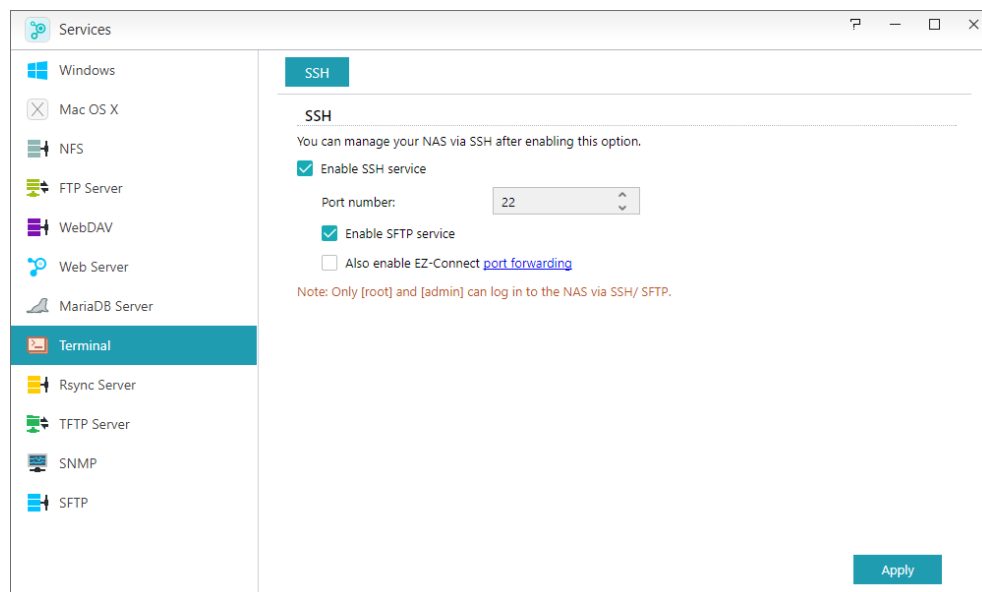 Services
Windows
Mac OS X
NFS
FTP Server
WebDAV
Web Server
MariaDB Server
Terminal
Rsync Server
TFTP Server
SNMP
SFTP
SSH
SSH
You can manage your NAS via SSH after enabling this option.
Enable SSH service
Port number: 22
Enable SFTP service
Also enable EZ-Connect port forwarding
Note: Only [root] and [admin] can log in to the NAS via SSH/ SFTP.
Apply